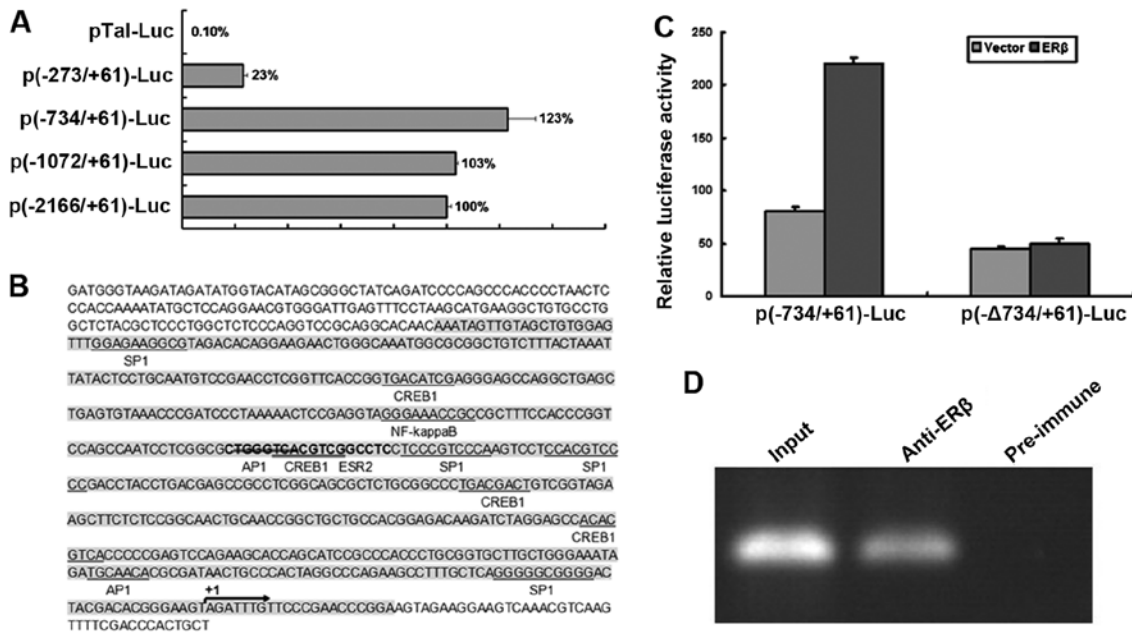 A
pTal-Luc
0.10%
p(-273/+61)-Luc
23%
p(-734/+61)-Luc
123%
p(-1072/+61)-Luc
103%
p(-2166/+61)-Luc
100%
B
GATGGGTAAGATAGATATGGTACATAGCGGGCTATCAGATCCCCAGCCCACCCCTAACTC
CCACCAAAATATGCTCCAGGAACGTGGGATTGAGTTTCCTAAGCATGAAGGCTGTGCCTG
GCTCTACGCTCCCTGGCTCTCCCAGGTCCGCAGGCACAACAAATAGTTGTAGCTGTGGAG
TTTGGAGAAGGCGTAGACACAGGAAGAACTGGGCAAATGGCGCGGCTGTCTTTACTAAAT
SP1
TATACTCCTGCAATGTCCGAACCTCGGTTCACCGGTGACATCGAGGGAGCCAGGCTGAGC
CREB1
TGAGTGTAAACCCGATCCCTAAAAACTCCGAGGTAGGGAAACCGCCGCTTTCCACCCGGT
NF-kappaB
CCAGCCAATCCTCGGCGCTGGGTCACGTCGGCCTCCTCCCGTCCCAAGTCCTCCACGTCC
AP1 CREB1 ESR2 SP1 SP1
CCGACCTACCTGACGAGCCGCCTCGGCAGCGCTCTGCGGCCCTGACGACTGTCGGTAGA
CREB1
AGCTTCTCTCCGGCAACTGCAACCGGCTGCTGCCACGGAGACAAGATCTAGGAGCCACAC
CREB1
GTCACCCCCGAGTCCAGAAGCACCAGCATCCGCCCACCCTGCGGTGCTTGCTGGGAAATA
GATGCAACACGCGATAACTGCCCACTAGGCCCAGAAGCCTTTGCTCAGGGGGCGGGGAC
AP1 SP1
+1
TACGACACGGGAAGTAGATTTGTTCCCGAACCCGGAAGTAGAAGGAAGTCAAACGTCAAG
TTTTCGACCCACTGCT
C
Relative luciferase activity
250
200
150
100
50
0
Vector ERβ
p(-734/+61)-Luc p(-Δ734/+61)-Luc
D
Input Anti-ERβ Pre-immune